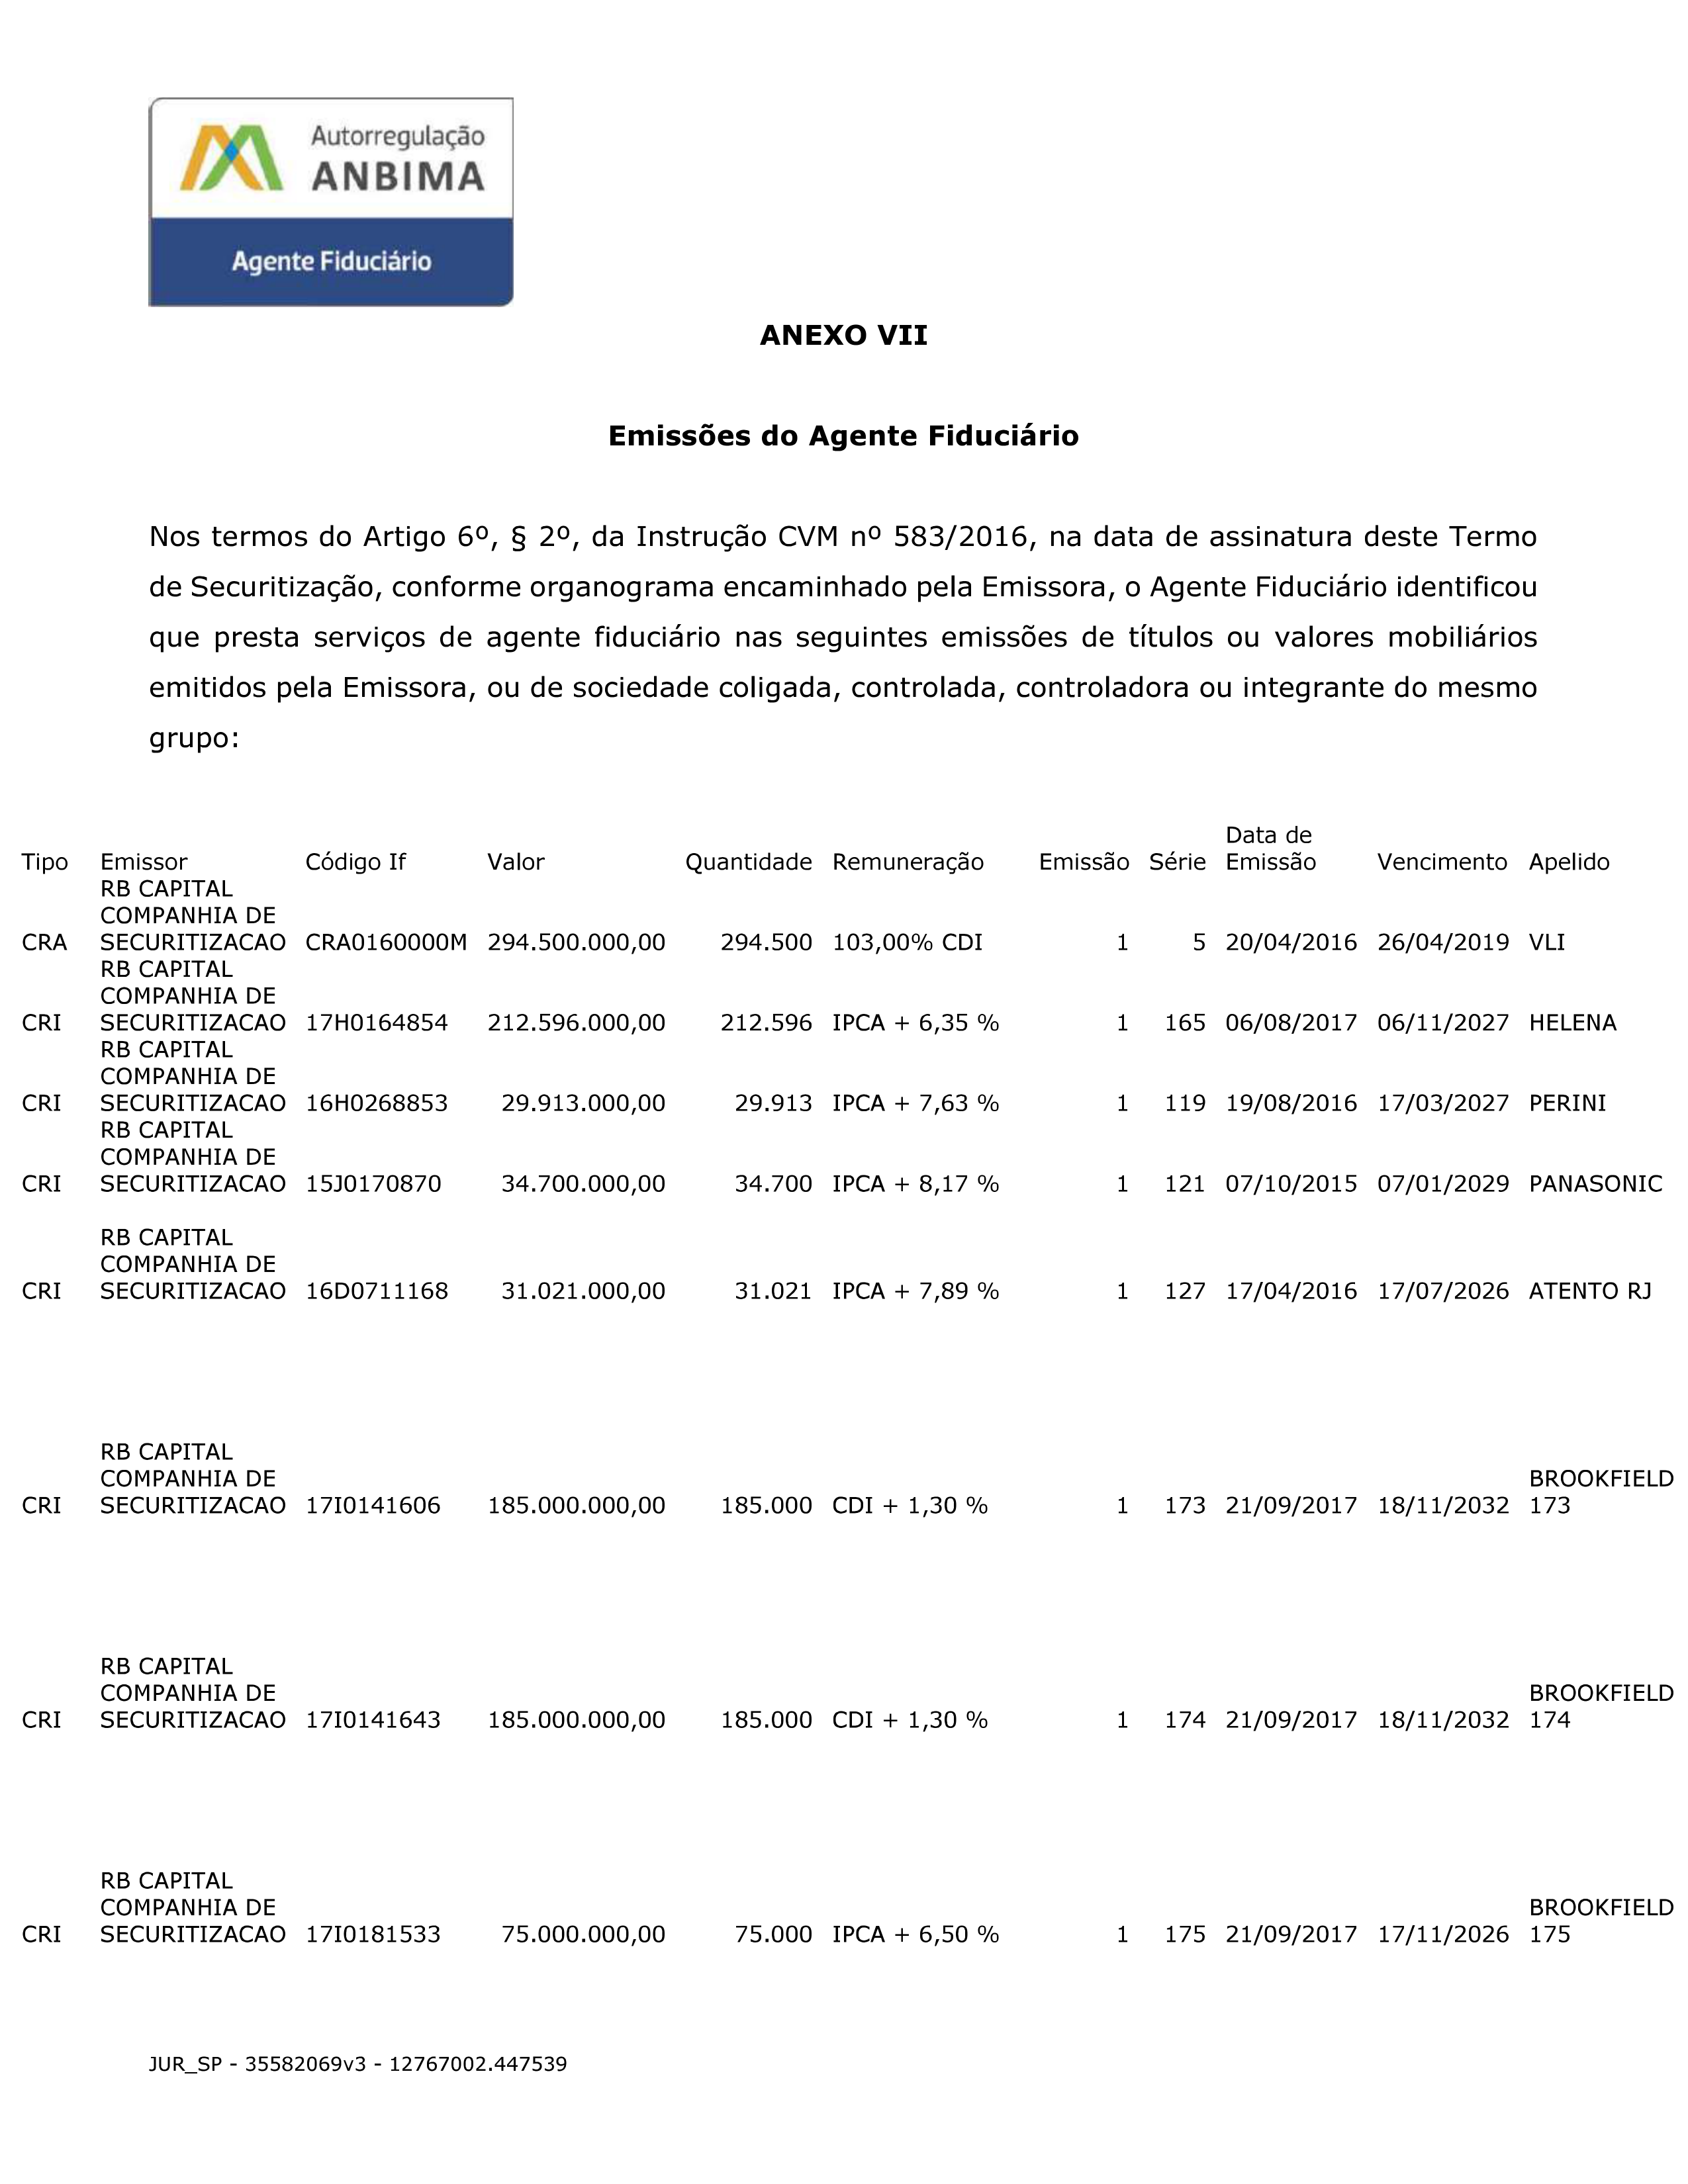 Autorregulação
ANBIMA
Agente Fiduciário
ANEXO VII
Emissões do Agente Fiduciário
Nos termos do Artigo 6º, § 2º, da Instrução CVM nº 583/2016, na data de assinatura deste Termo
de Securitização, conforme organograma encaminhado pela Emissora, o Agente Fiduciário identificou
que presta serviços de agente fiduciário nas seguintes emissões de títulos ou valores mobiliários
emitidos pela Emissora, ou de sociedade coligada, controlada, controladora ou integrante do mesmo
grupo:
Data de
Tipo Emissor Código If Valor Quantidade Remuneração Emissão Série Emissão Vencimento Apelido
RB CAPITAL
COMPANHIA DE
CRA SECURITIZACAO CRA0160000M 294.500.000,00 294.500 103,00% CDI 1 5 20/04/2016 26/04/2019 VLI
RB CAPITAL
COMPANHIA DE
CRI SECURITIZACAO 17H0164854 212.596.000,00 212.596 IPCA + 6,35 % 1 165 06/08/2017 06/11/2027 HELENA
RB CAPITAL
COMPANHIA DE
CRI SECURITIZACAO 16H0268853 29.913.000,00 29.913 IPCA + 7,63 % 1 119 19/08/2016 17/03/2027 PERINI
RB CAPITAL
COMPANHIA DE
CRI SECURITIZACAO 15J0170870 34.700.000,00 34.700 IPCA + 8,17 % 1 121 07/10/2015 07/01/2029 PANASONIC
RB CAPITAL
COMPANHIA DE
CRI SECURITIZACAO 16D0711168 31.021.000,00 31.021 IPCA + 7,89 % 1 127 17/04/2016 17/07/2026 ATENTO RJ
RB CAPITAL
COMPANHIA DE BROOKFIELD
CRI SECURITIZACAO 17I0141606 185.000.000,00 185.000 CDI + 1,30 % 1 173 21/09/2017 18/11/2032 173
RB CAPITAL
COMPANHIA DE BROOKFIELD
CRI SECURITIZACAO 17I0141643 185.000.000,00 185.000 CDI + 1,30 % 1 174 21/09/2017 18/11/2032 174
RB CAPITAL
COMPANHIA DE BROOKFIELD
CRI SECURITIZACAO 17I0181533 75.000.000,00 75.000 IPCA + 6,50 % 1 175 21/09/2017 17/11/2026 175
JUR_SP - 35582069v3 - 12767002.447539